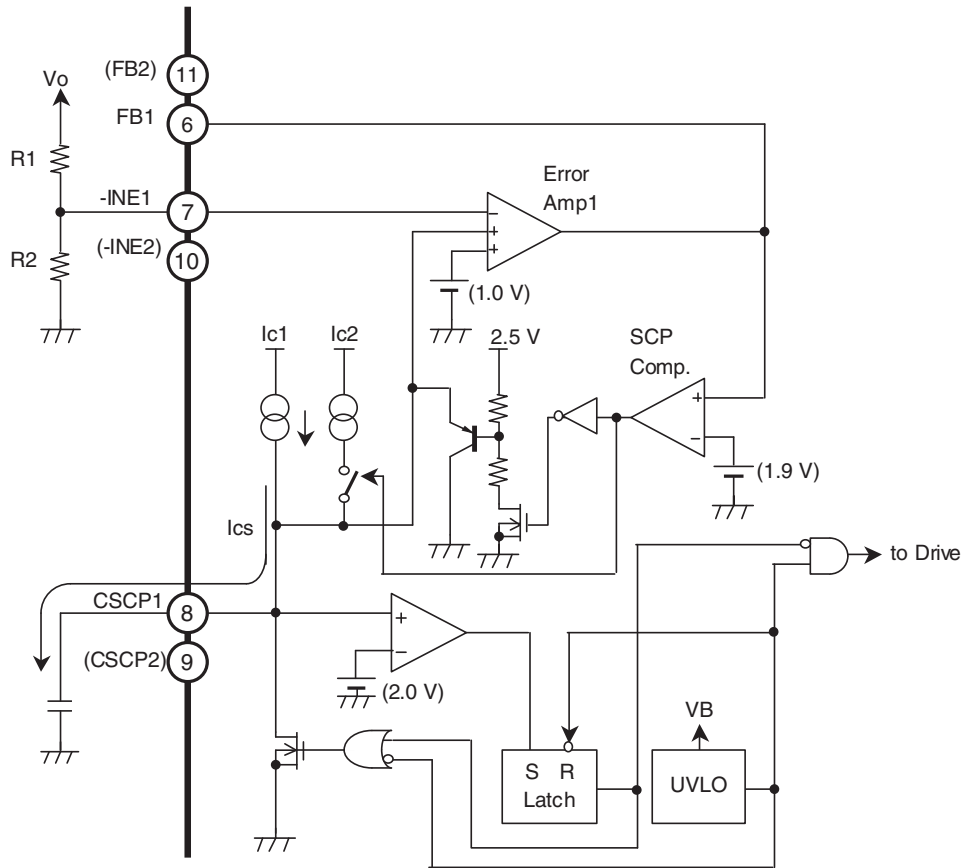 (FB2)
11
Vo
FB1
6
R1
Error
Amp1
-INE1
7
−
+
+
(-INE2)
10
R2
(1.0 V)
Ic1
Ic2
2.5 V
SCP
Comp.
+
−
(1.9 V)
Ics
to Drive
CSCP1
8
+
−
(CSCP2)
9
(2.0 V)
VB
S R
Latch
UVLO